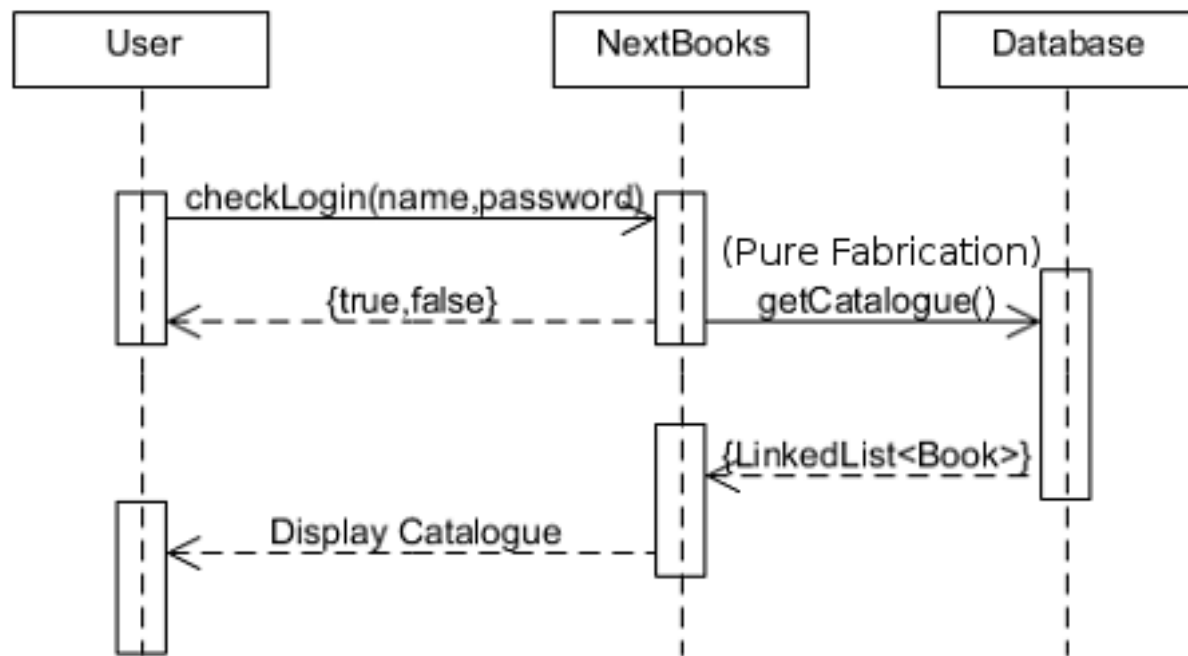 User
NextBooks
Database
checkLogin(name,password)
(Pure Fabrication)
{true,false}
getCatalogue()
{LinkedList<Book>}
Display Catalogue